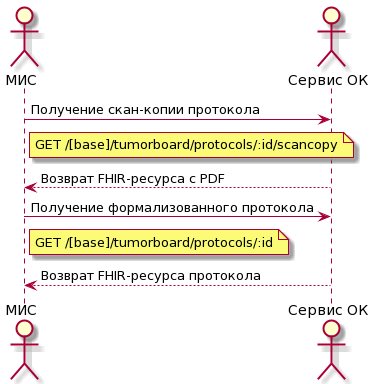 МИС
Сервис ОК
Получение скан-копии протокола
GET /[base]/tumorboard/protocols/:id/scancopy
Возврат FHIR-ресурса с PDF
Получение формализованного протокола
GET /[base]/tumorboard/protocols/:id
Возврат FHIR-ресурса протокола
МИС
Сервис ОК